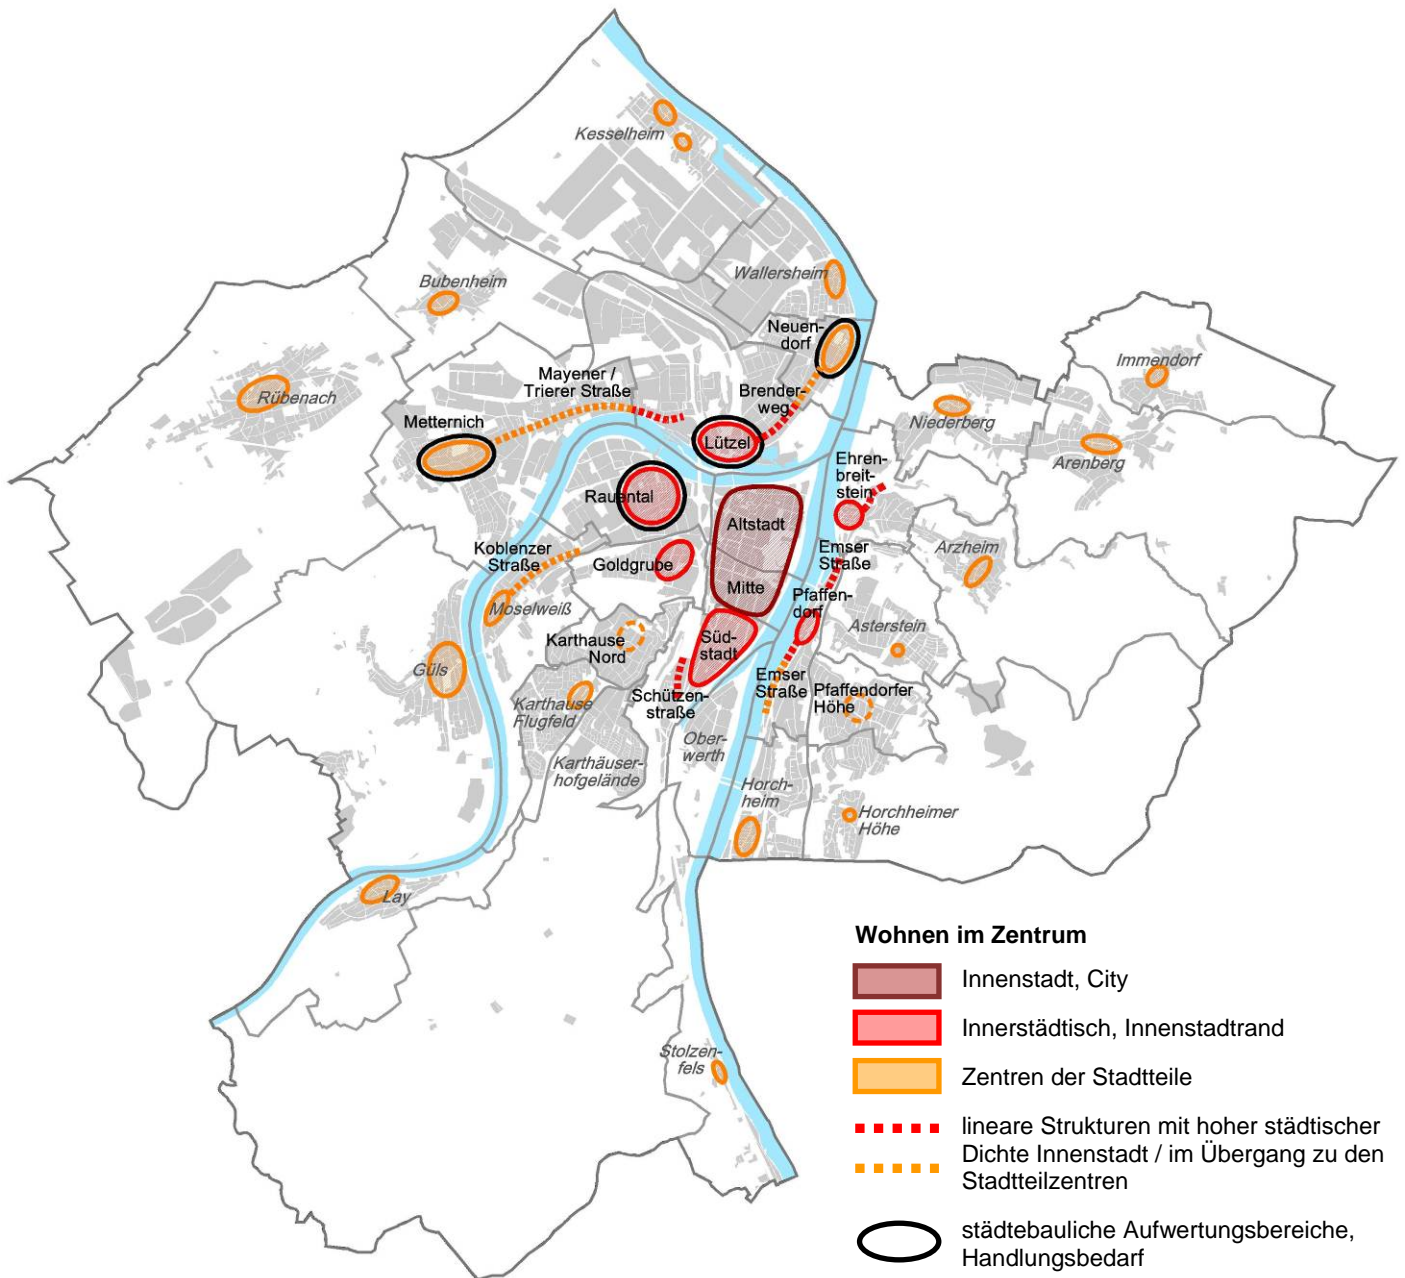 Kesselheim
Wallersheim
Bubenheim
Neuen-
dorf
Immendorf
Mayener /
Trierer Straße
Rübenach
Brender-
weg
Metternich
Niederberg
Lützel
Arenberg
Ehren-
breit-
stein
Rauental
Altstadt
Koblenzer
Straße
Goldgrube
Emser
Straße
Arzheim
Mitte
Pfaffen-
dorf
Moselweiß
Asterstein
Karthause
Nord
Süd-
stadt
Güls
Emser
Straße
Pfaffendorfer
Höhe
Schützen-
straße
Karthause
Flugfeld
Ober-
werth
Karthäuser-
hofgelände
Horch-
heim
Horchheimer
Höhe
Lay
Stolzen-
fels
Wohnen im Zentrum
Innenstadt, City
Innerstädtisch, Innenstadtrand
Zentren der Stadtteile
lineare Strukturen mit hoher städtischer
Dichte Innenstadt / im Übergang zu den
Stadtteilzentren
städtebauliche Aufwertungsbereiche,
Handlungsbedarf